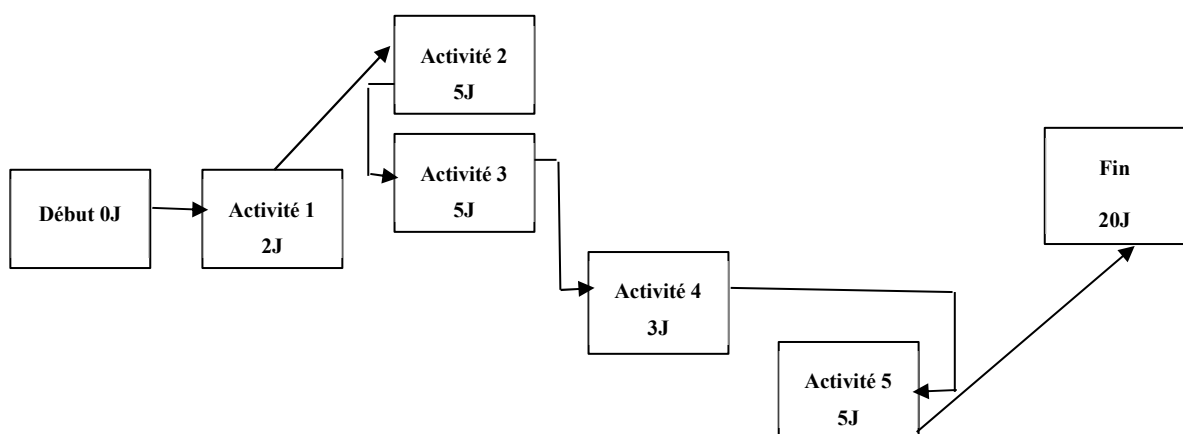 Début 0J
Activité 1
2J
Activité 2
5J
Activité 3
5J
Activité 4
3J
Activité 5
5J
Fin
20J